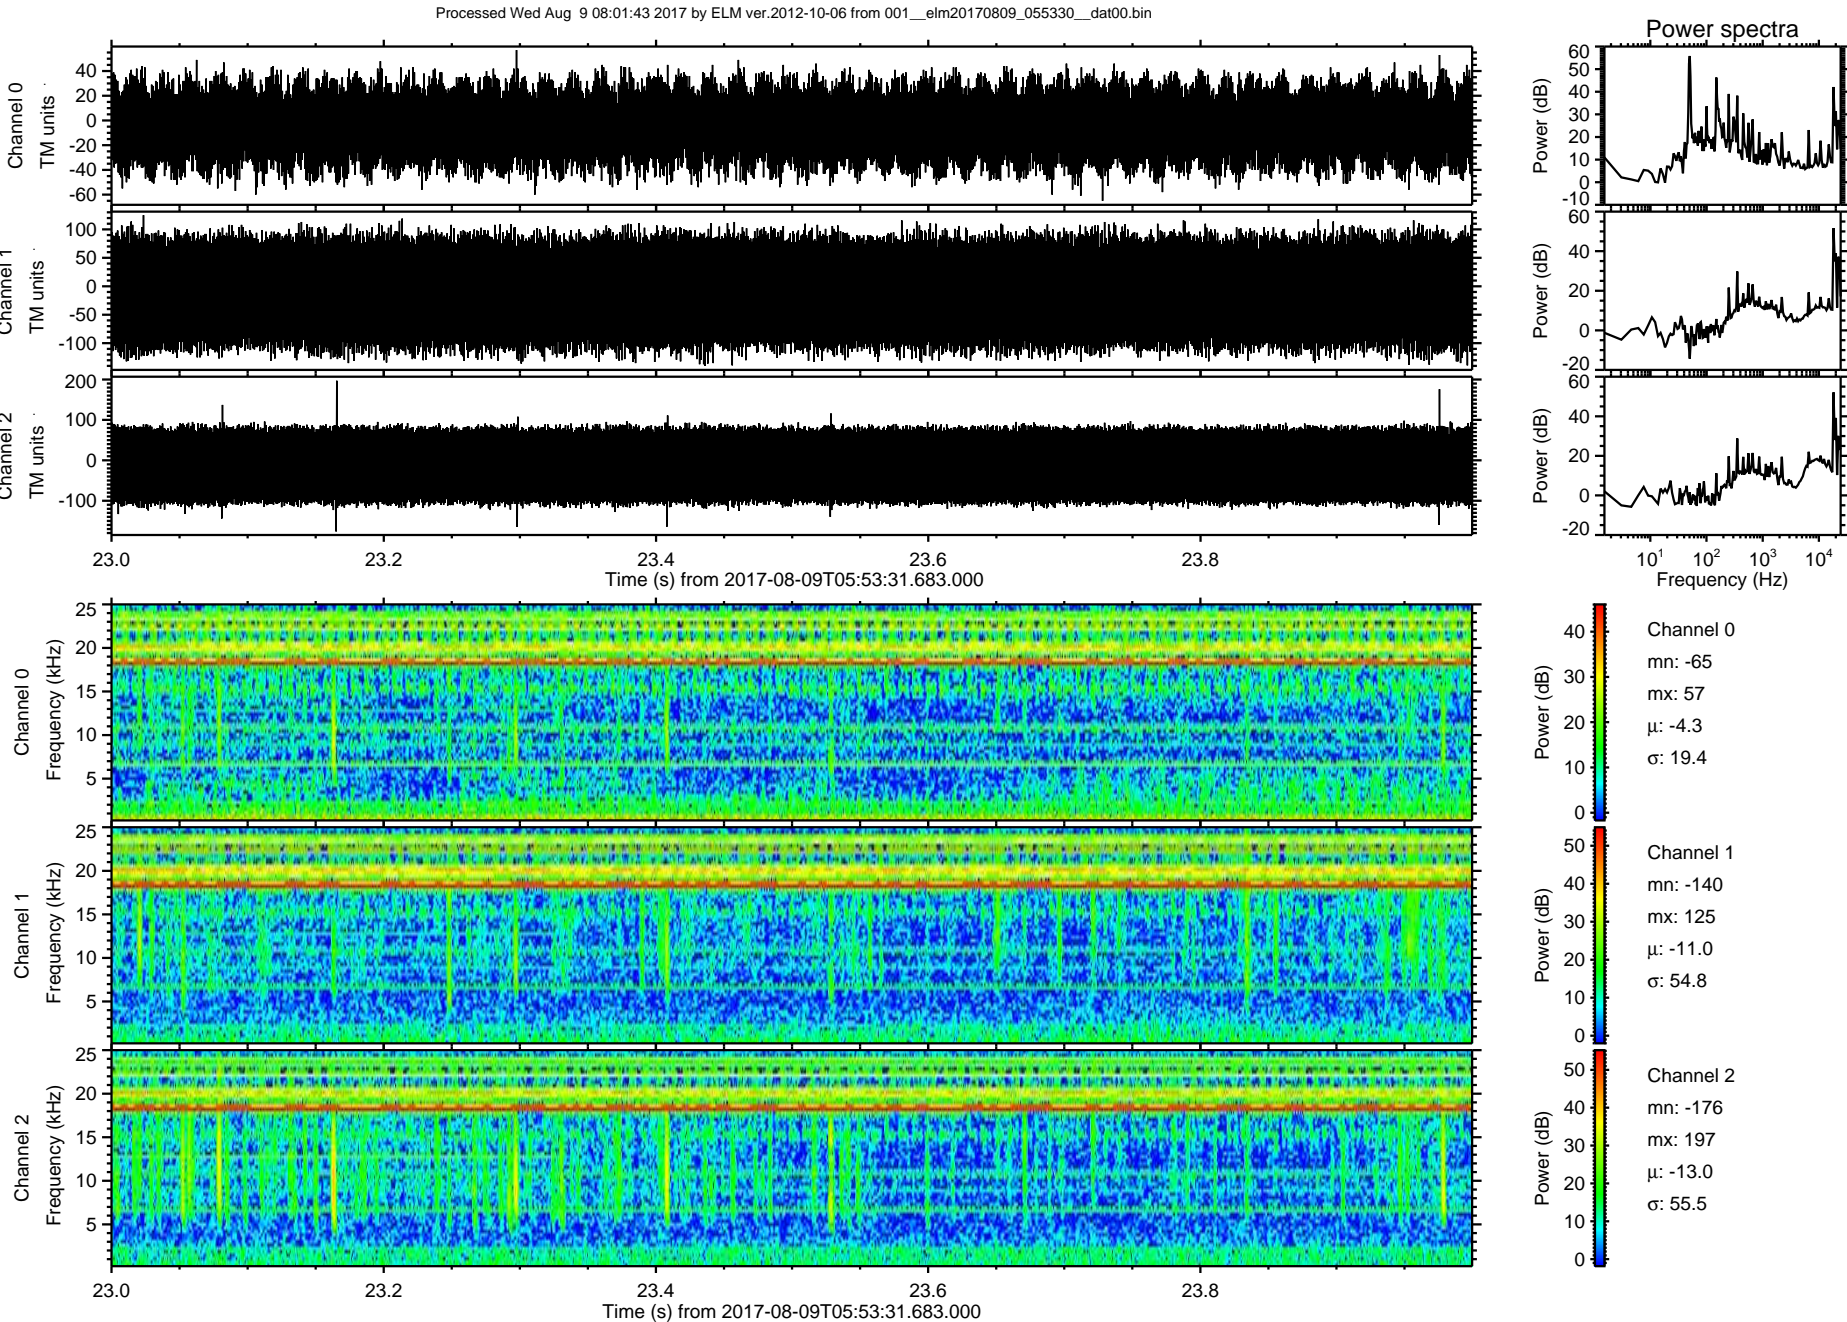 Processed Wed Aug 9 08:01:43 2017 by ELM ver.2012-10-06 from 001__elm20170809_055330__dat00.bin
Power spectra
Channel 0
TM units
40
20
0
-20
-40
-60
Power (dB)
60
50
40
30
20
10
0
-10
Channel 1
TM units
100
50
0
-50
-100
Power (dB)
60
40
20
0
-20
Channel 2
TM units
200
100
0
-100
Power (dB)
60
40
20
0
-20
23.0 23.2 23.4 23.6 23.8
Time (s) from 2017-08-09T05:53:31.683.000
10¹ 10² 10³ 10⁴
Frequency (Hz)
Channel 0
Frequency (kHz)
25
20
15
10
5
Power (dB)
40
30
20
10
0
Channel 0
mn: -65
mx: 57
μ: -4.3
σ: 19.4
Channel 1
Frequency (kHz)
25
20
15
10
5
Power (dB)
50
40
30
20
10
0
Channel 1
mn: -140
mx: 125
μ: -11.0
σ: 54.8
Channel 2
Frequency (kHz)
25
20
15
10
5
Power (dB)
50
40
30
20
10
0
Channel 2
mn: -176
mx: 197
μ: -13.0
σ: 55.5
23.0 23.2 23.4 23.6 23.8
Time (s) from 2017-08-09T05:53:31.683.000